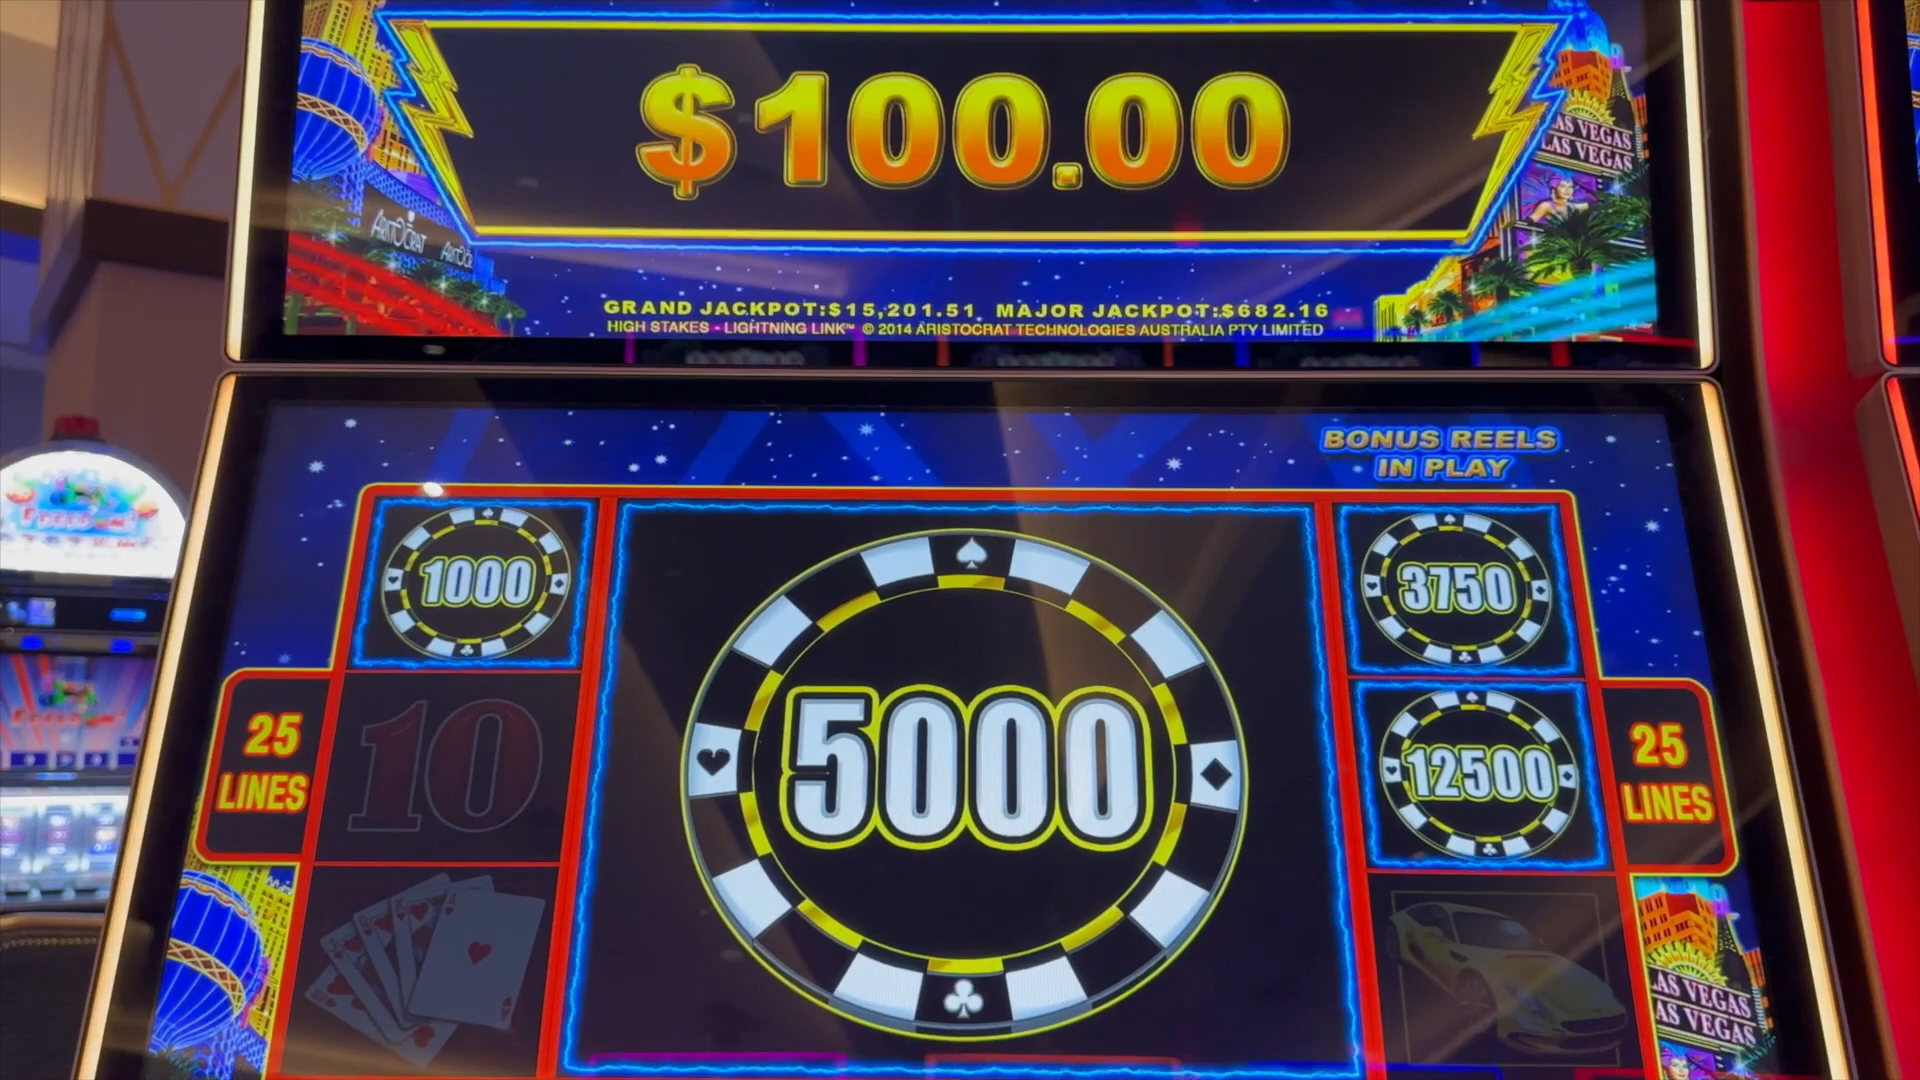 $100.00
LAS VEGAS
LAS VEGAS
ARISTOCRAT
GRAND JACKPOT:$15,201.51 MAJOR JACKPOT:$682.16
HIGH STAKES - LIGHTNING LINK™ © 2014 ARISTOCRAT TECHNOLOGIES AUSTRALIA PTY LIMITED
BONUS REELS
IN PLAY
1000
5000
3750
12500
10
25
LINES
25
LINES
LAS VEGAS
LAS VEGAS